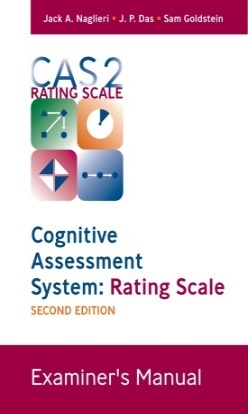 Jack A. Naglieri • J. P. Das • Sam Goldstein
CAS2
RATING SCALE
Cognitive
Assessment
System: Rating Scale
SECOND EDITION
Examiner's Manual